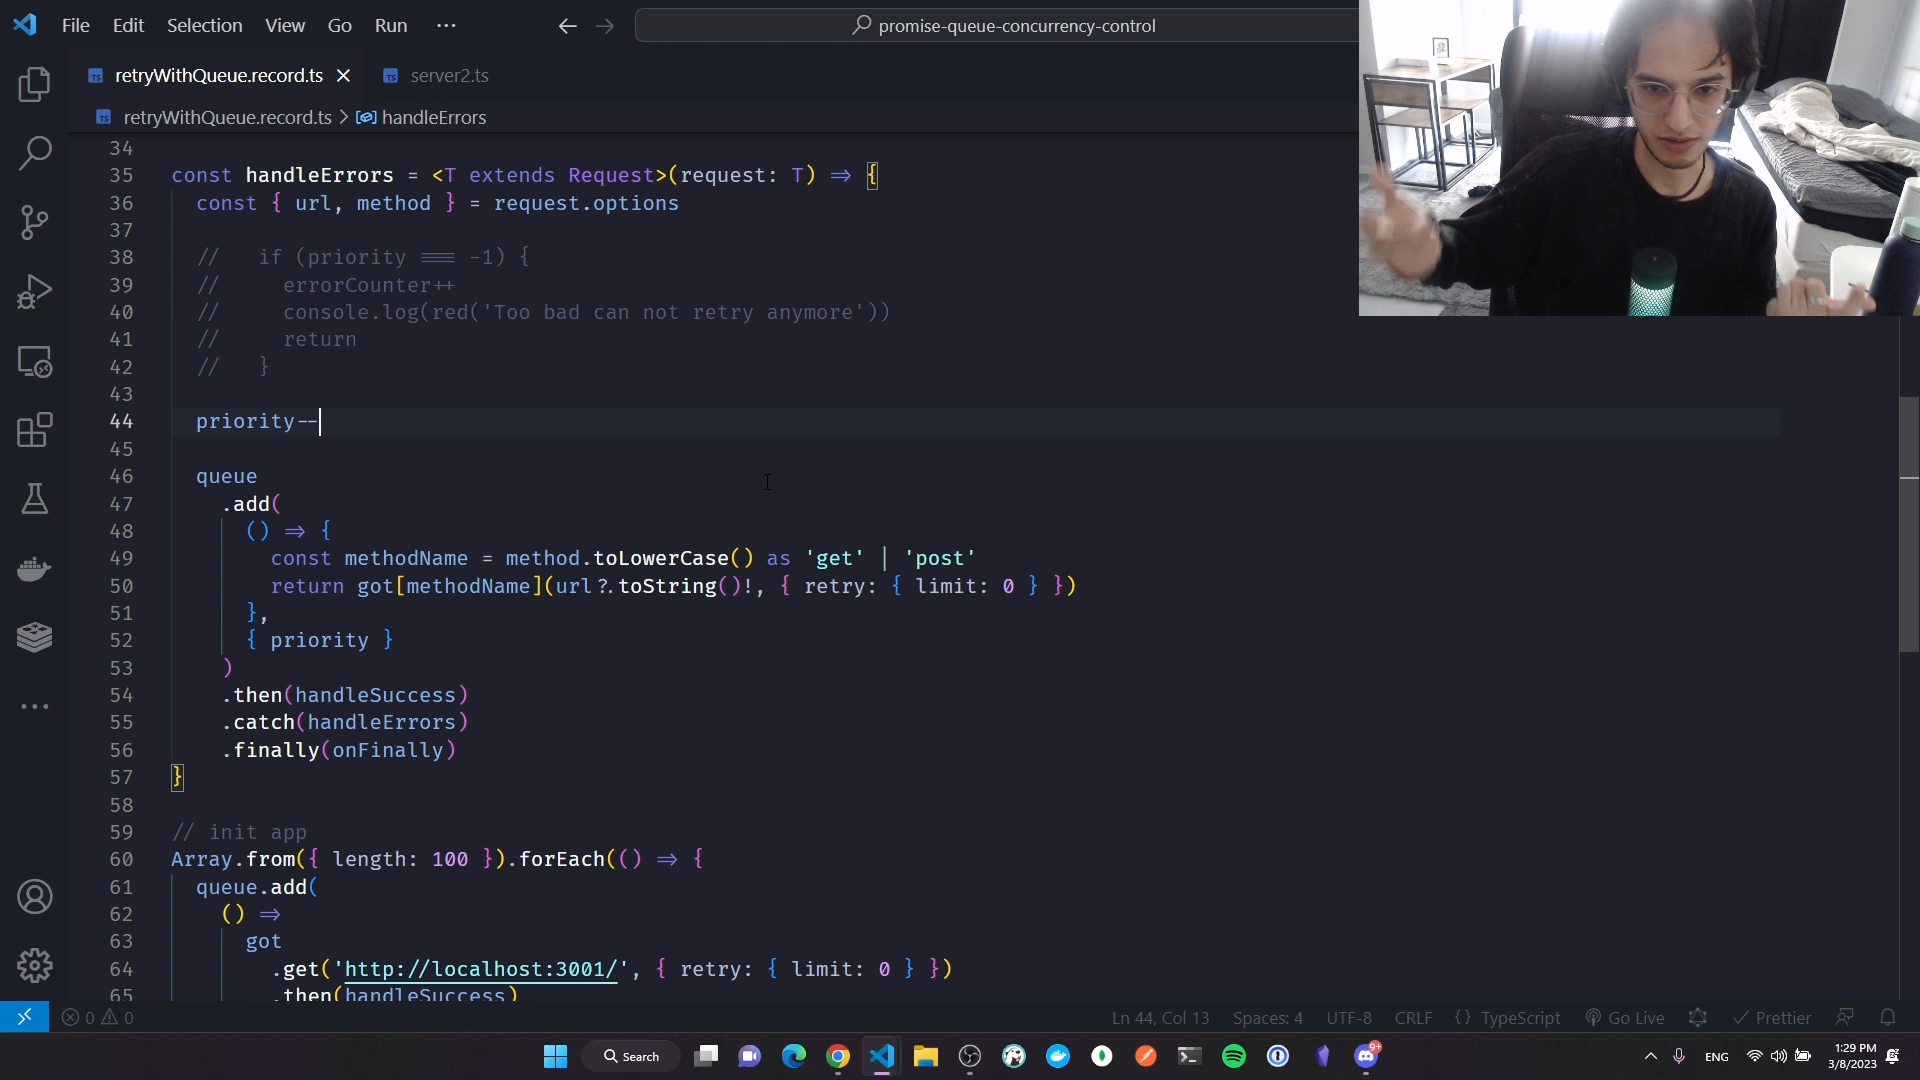 File Edit Selection View Go Run ···
promise-queue-concurrency-control
retryWithQueue.record.ts
server2.ts
retryWithQueue.record.ts > handleErrors
34
35 const handleErrors = <T extends Request>(request: T) => {
36 const { url, method } = request.options
37
38 // if (priority === -1) {
39 // errorCounter++
40 // console.log(red('Too bad can not retry anymore'))
41 // return
42 // }
43
44 priority--
45
46 queue
47 .add(
48 () => {
49 const methodName = method.toLowerCase() as 'get' | 'post'
50 return got[methodName](url?.toString()!, { retry: { limit: 0 } })
51 },
52 { priority }
53 )
54 .then(handleSuccess)
55 .catch(handleErrors)
56 .finally(onFinally)
57 }
58
59 // init app
60 Array.from({ length: 100 }).forEach(() => {
61 queue.add(
62 () =>
63 got
64 .get('http://localhost:3001/', { retry: { limit: 0 } })
65 .then(handleSuccess)
0 0
Ln 44, Col 13 Spaces: 4 UTF-8 CRLF {} TypeScript Go Live Prettier
Search
9+
ENG
1:29 PM
3/8/2023